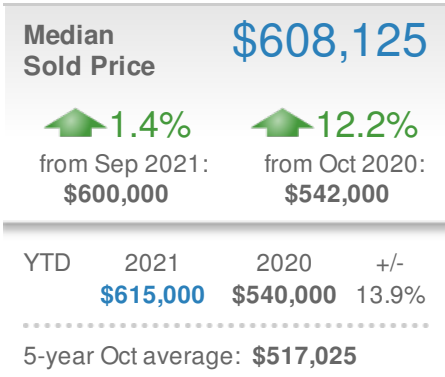 Median $608,125
Sold Price
1.4% 12.2%
from Sep 2021: from Oct 2020:
$600,000 $542,000
YTD 2021 2020 +/-
$615,000 $540,000 13.9%
5-year Oct average: $517,025